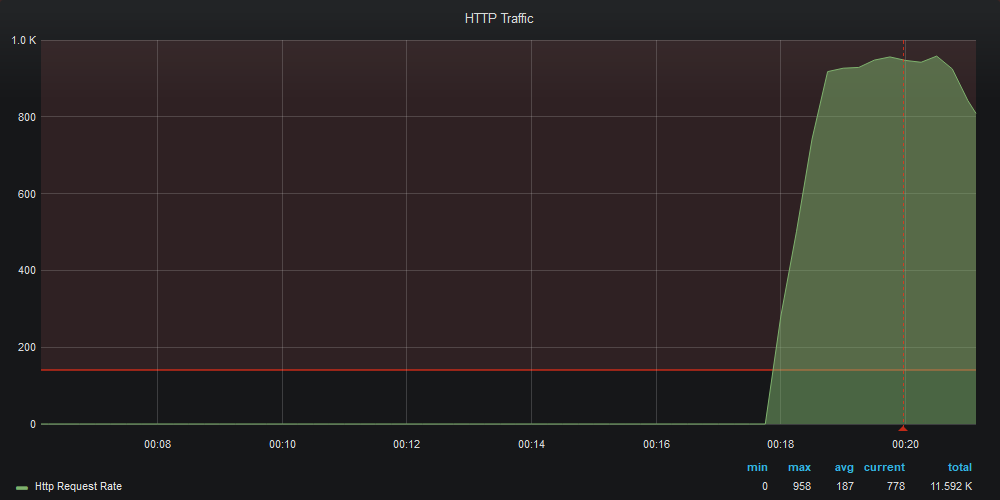 HTTP Traffic
1.0 K
800
600
400
200
0
00:08 00:10 00:12 00:14 00:16 00:18 00:20
min max avg current total
Http Request Rate 0 958 187 778 11.592 K